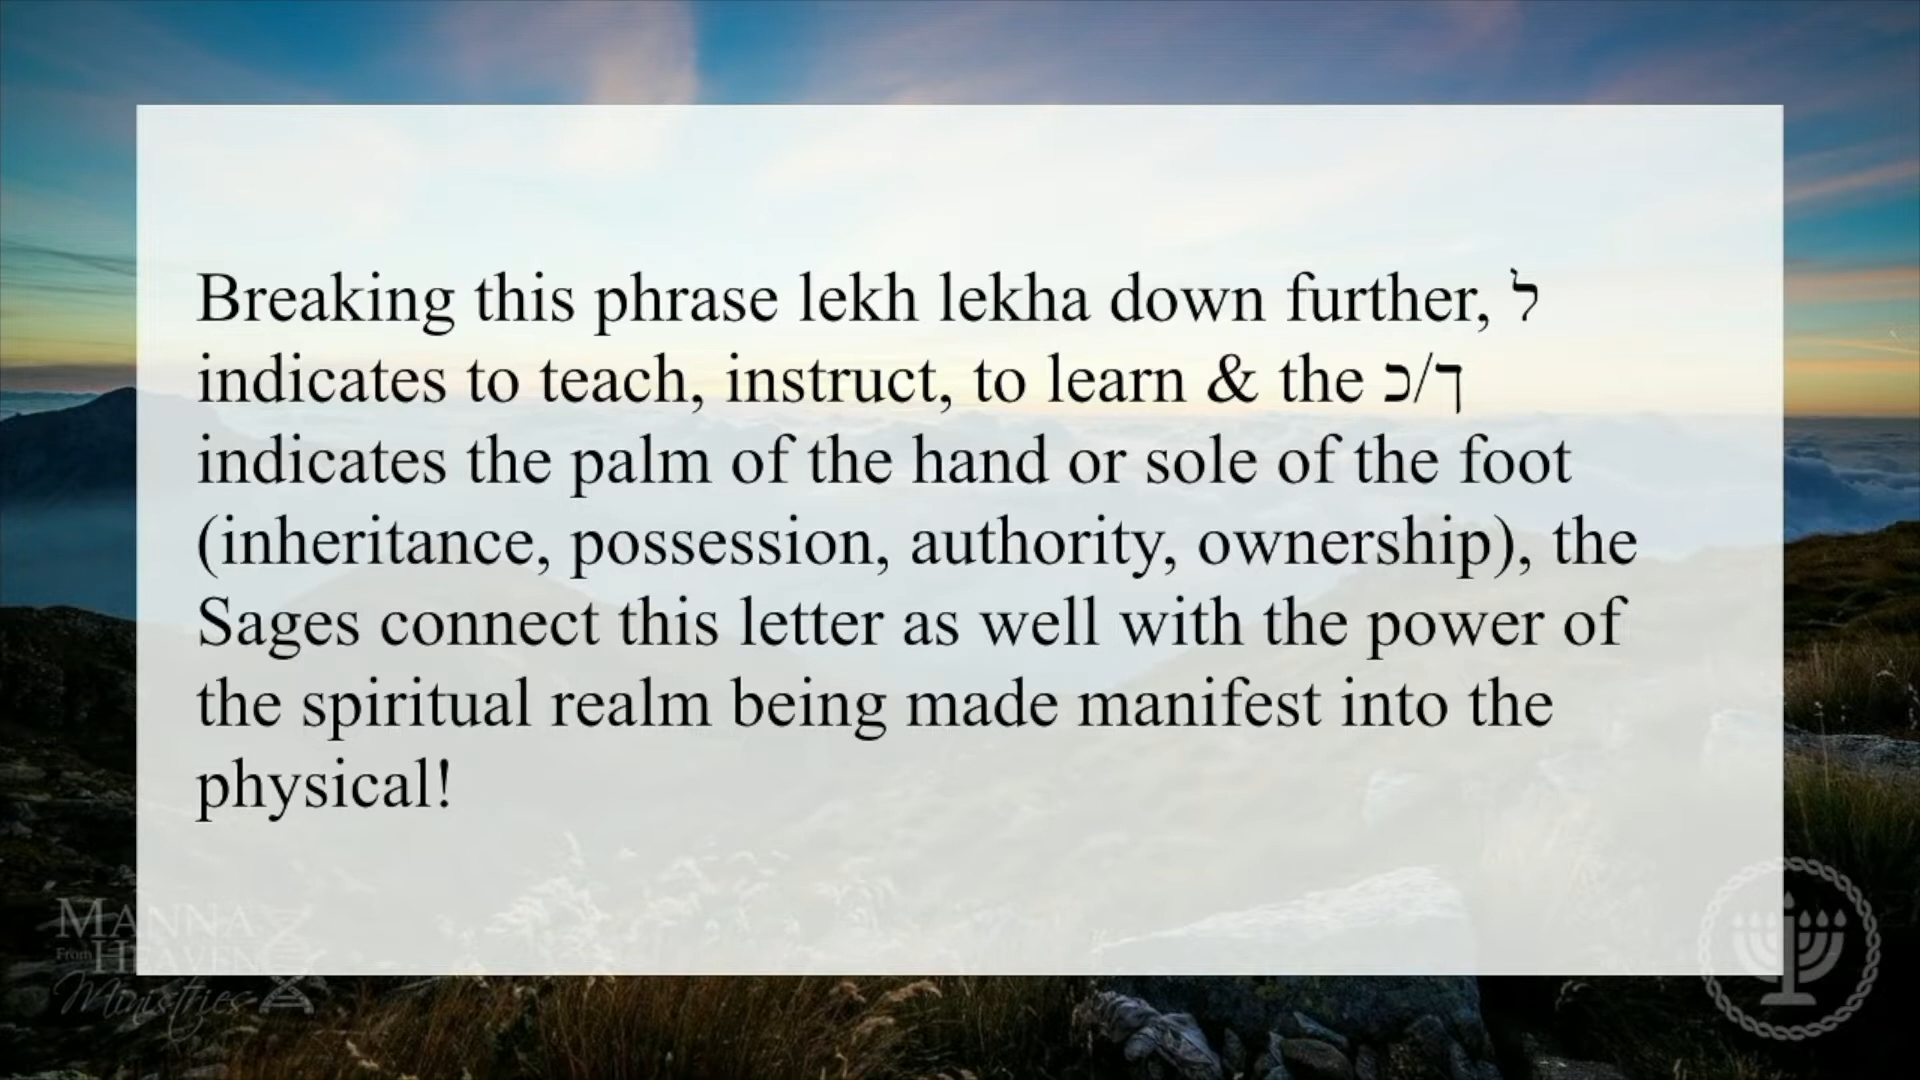 Breaking this phrase lekh lekha down further, ל
indicates to teach, instruct, to learn & the כ/ך
indicates the palm of the hand or sole of the foot
(inheritance, possession, authority, ownership), the
Sages connect this letter as well with the power of
the spiritual realm being made manifest into the
physical!
MANNA
From HEAVEN
Ministries